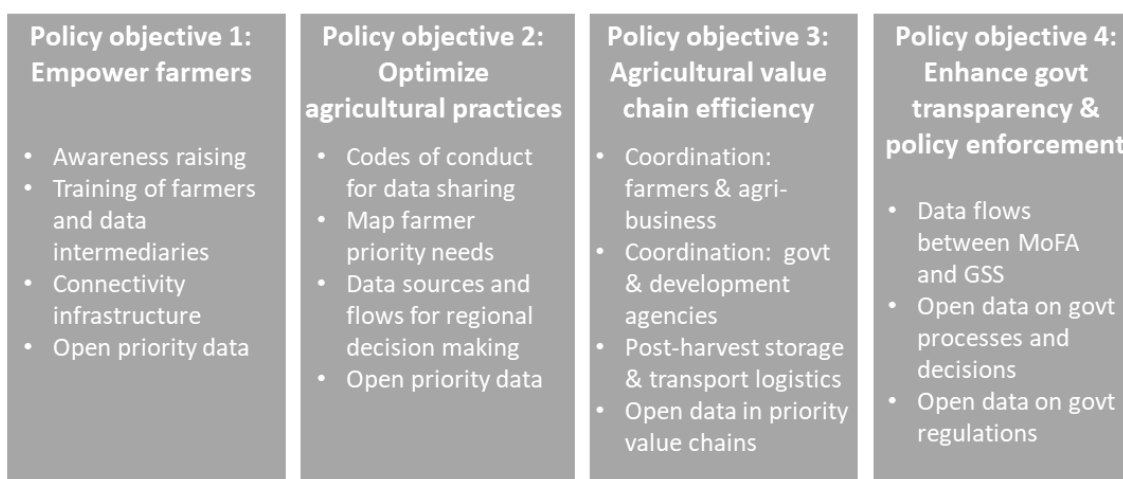 Policy objective 1:
Empower farmers
• Awareness raising
• Training of farmers
and data
intermediaries
• Connectivity
infrastructure
• Open priority data
Policy objective 2:
Optimize
agricultural practices
• Codes of conduct
for data sharing
• Map farmer
priority needs
• Data sources and
flows for regional
decision making
• Open priority data
Policy objective 3:
Agricultural value
chain efficiency
• Coordination:
farmers & agri-
business
• Coordination: govt
& development
agencies
• Post-harvest storage
& transport logistics
• Open data in priority
value chains
Policy objective 4:
Enhance govt
transparency &
policy enforcement
• Data flows
between MoFA
and GSS
• Open data on govt
processes and
decisions
• Open data on govt
regulations